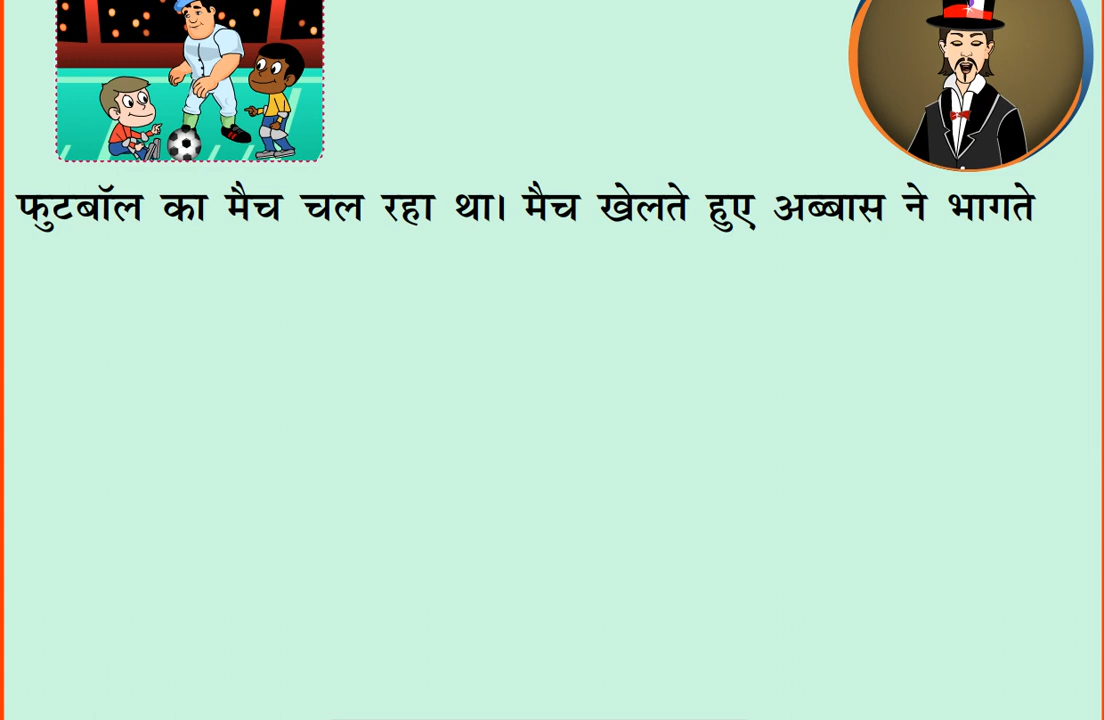 फुटबॉल का मैच चल रहा था। मैच खेलते हुए अब्बास ने भागते